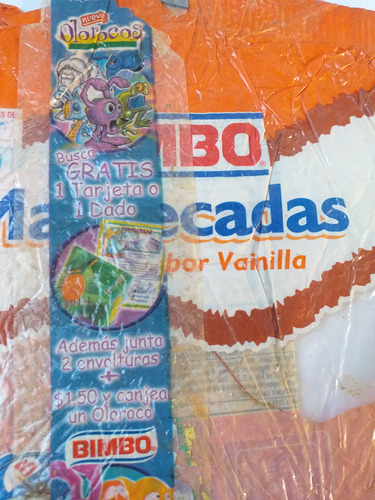 nuevo
Olorocos
Busca
GRATIS
1 Tarjeta o
1 Dado
Además junta
2 envolturas
+
$1.50 y canjea
un Oloroco
BIMBO
MBO
Ma ecadas
bor Vainilla